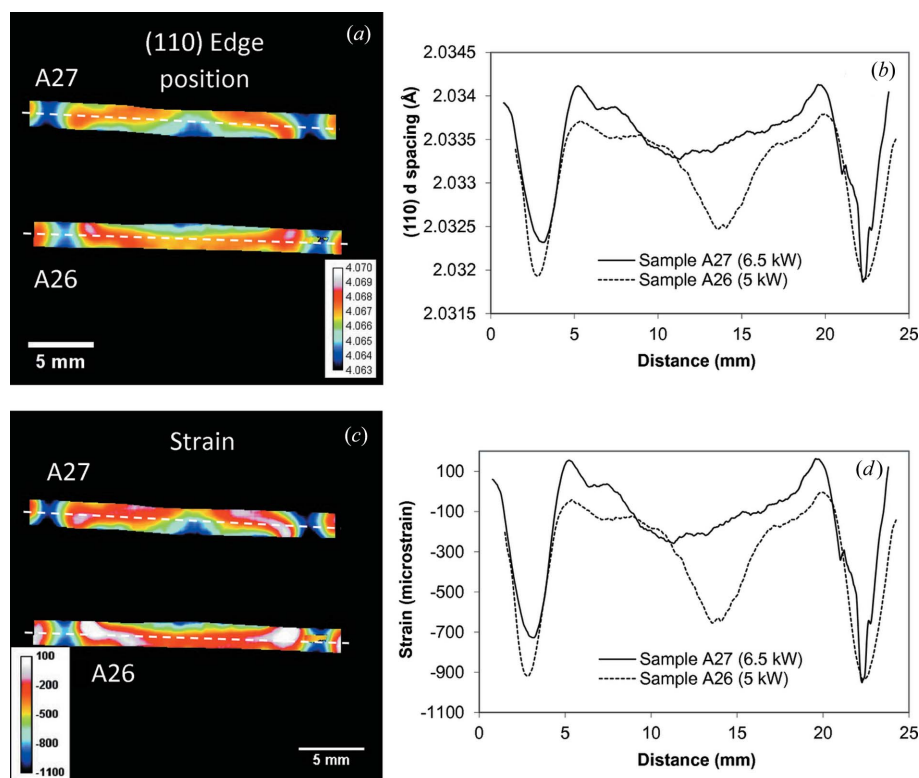 (110) Edge
position
(a)
A27
A26
5 mm
4.070
4.069
4.068
4.067
4.066
4.065
4.064
4.063
(b)
2.0345
2.034
2.0335
2.033
2.0325
2.032
2.0315
(110) d spacing (Å)
Sample A27 (6.5 kW)
Sample A26 (5 kW)
0
5
10
15
20
25
Distance (mm)
Strain
(c)
A27
A26
100
-200
-500
-800
-1100
5 mm
(d)
100
-100
-300
-500
-700
-900
-1100
Strain (microstrain)
Sample A27 (6.5 kW)
Sample A26 (5 kW)
0
5
10
15
20
25
Distance (mm)